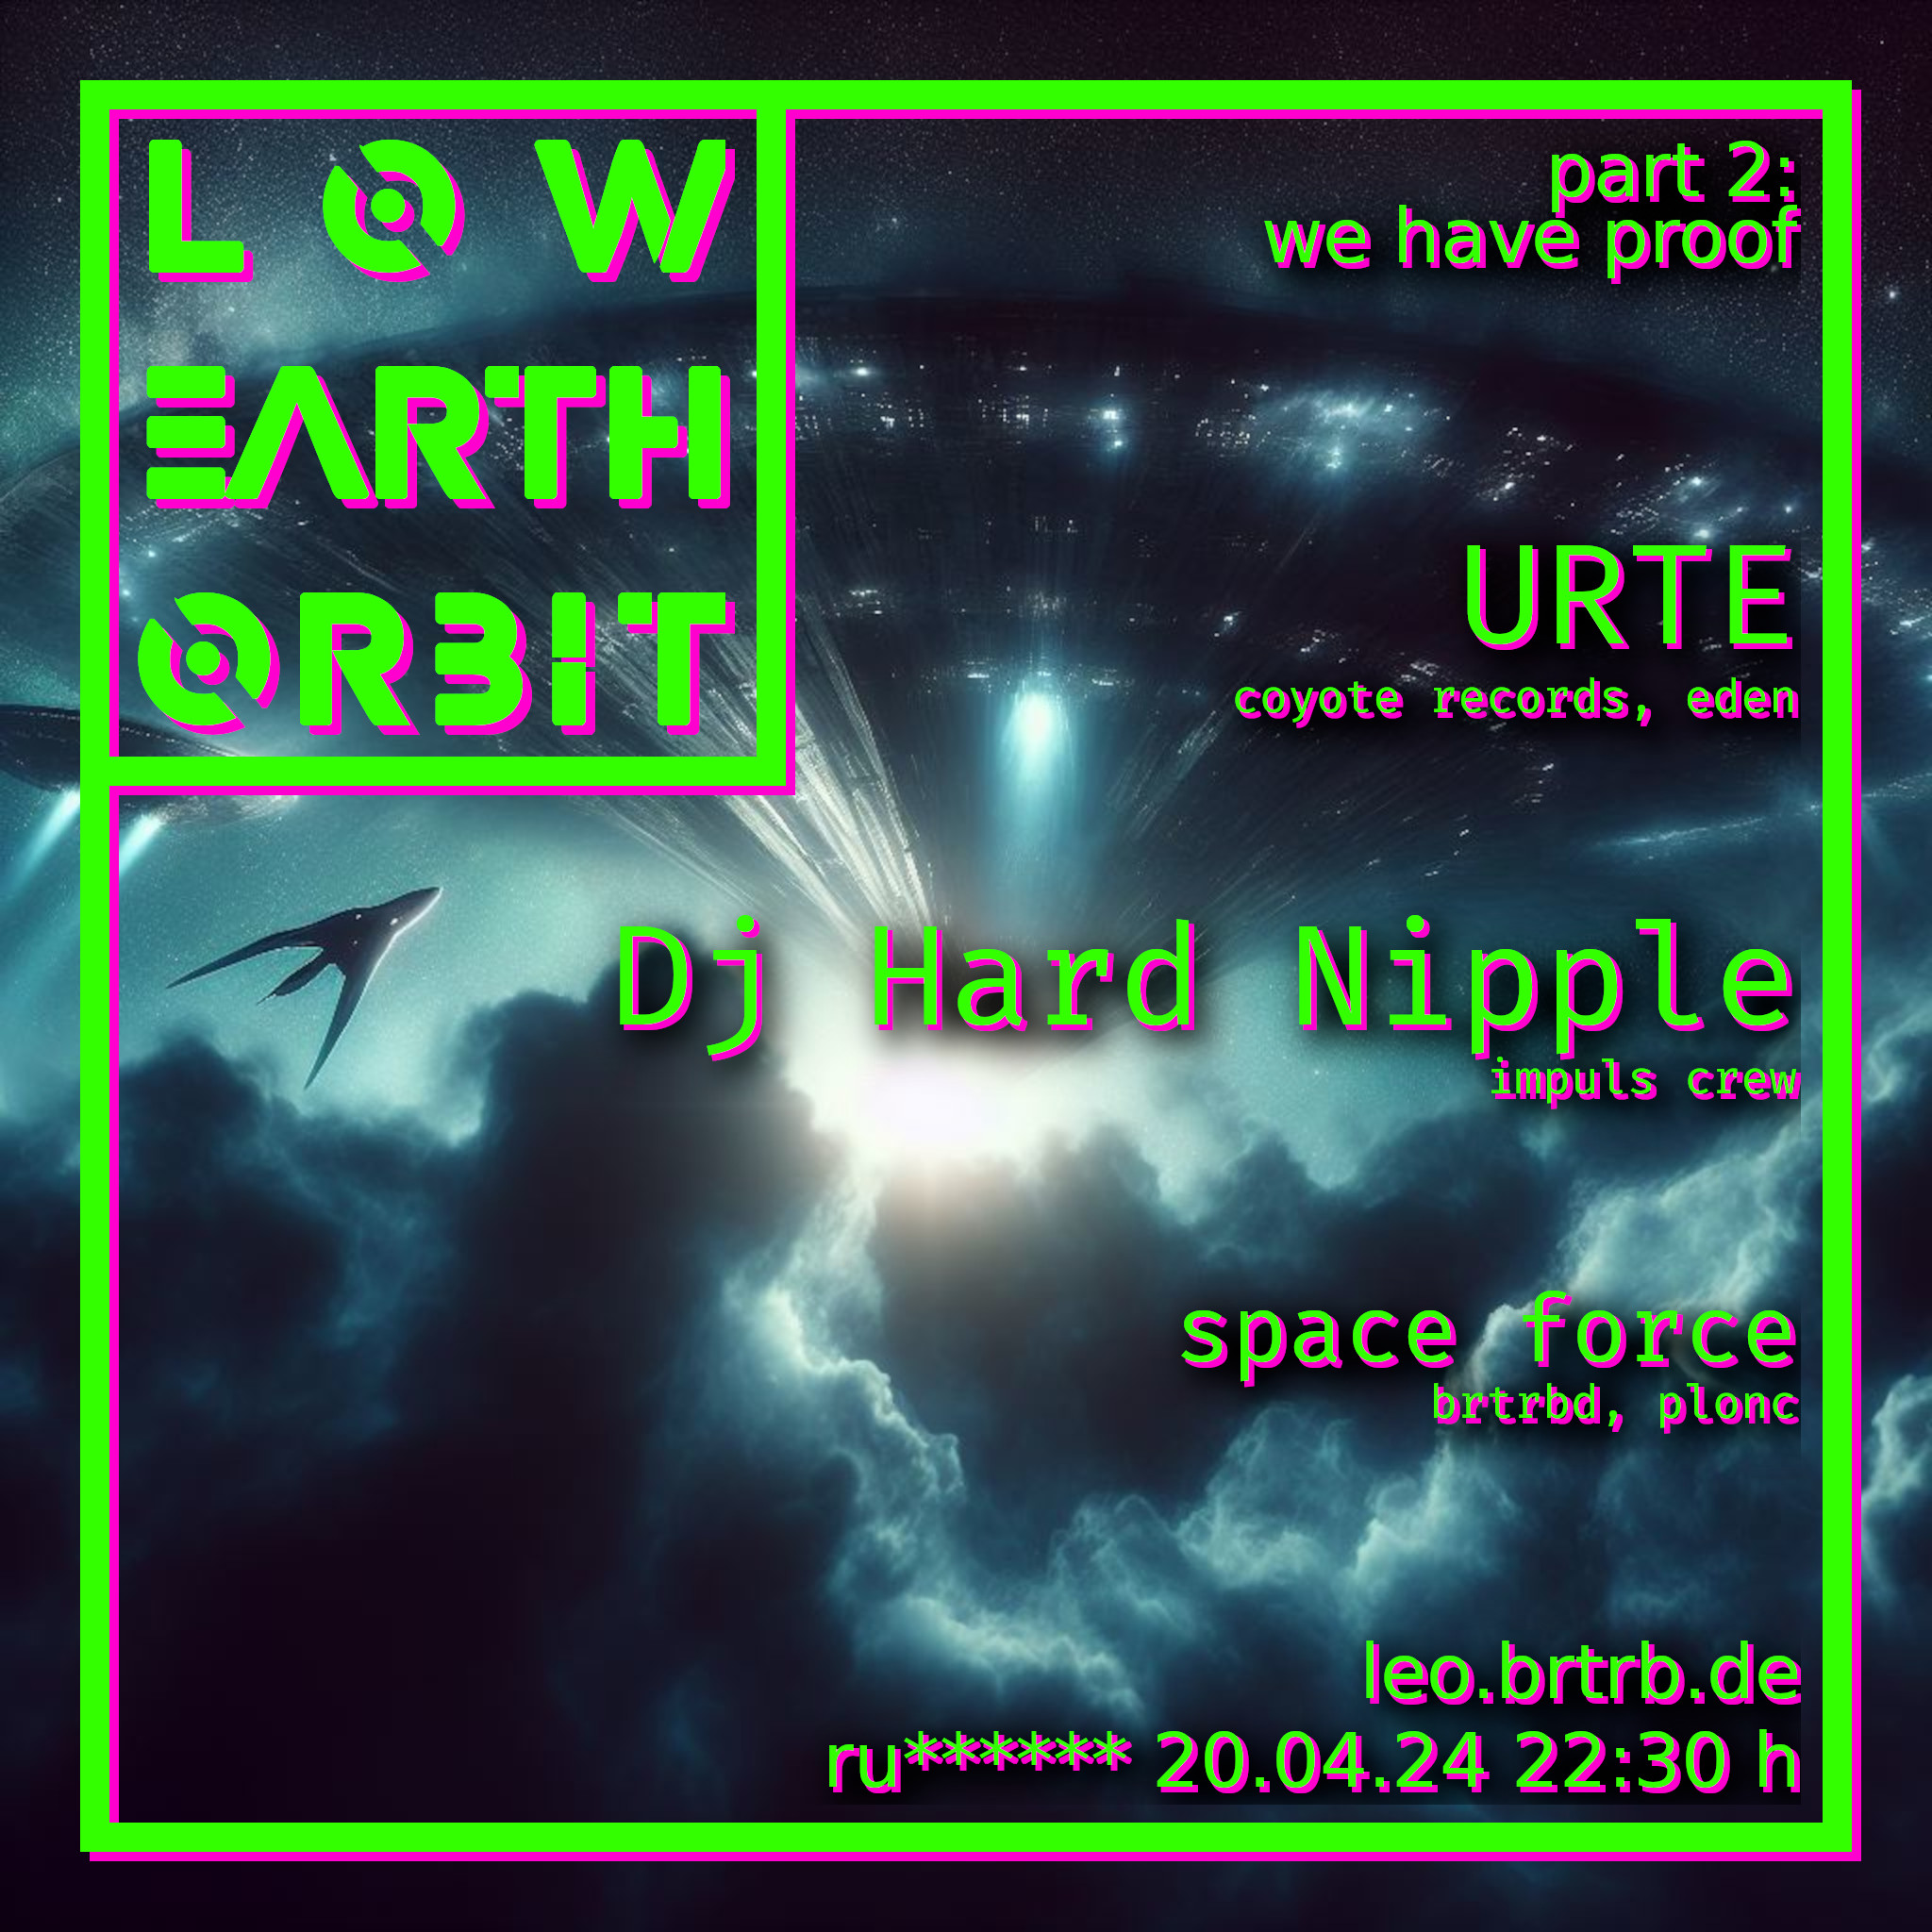 LOW
EARTH
ORBIT
part 2:
we have proof
URTE
coyote records, eden
Dj Hard Nipple
impuls crew
space force
brtrbd, plonc
leo.brtrb.de
ru****** 20.04.24 22:30 h